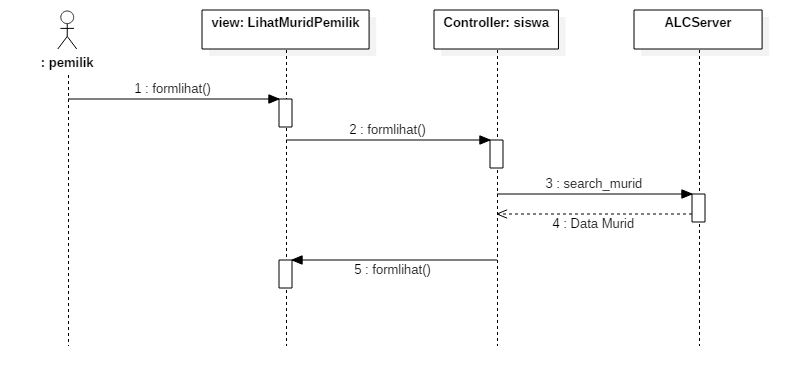 view: LihatMuridPemilik
Controller: siswa
ALCServer
: pemilik
1 : formlihat()
2 : formlihat()
3 : search_murid
4 : Data Murid
5 : formlihat()